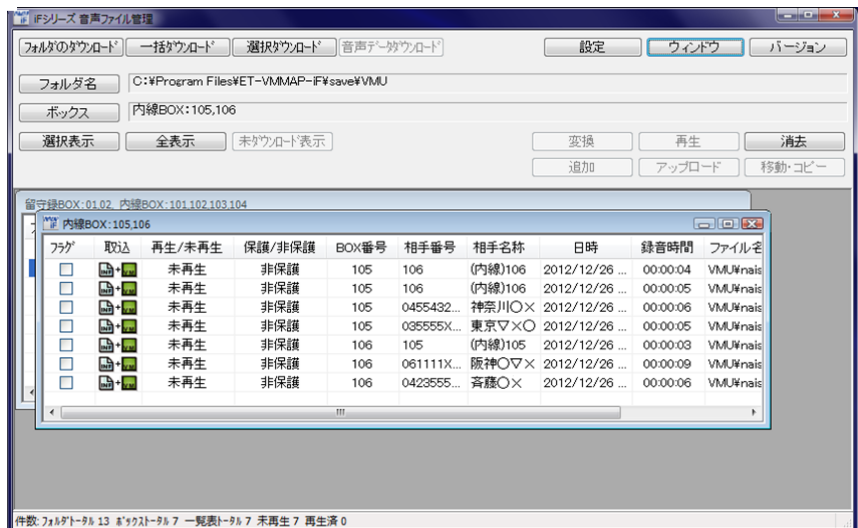 iFシリーズ 音声ファイル管理
ﾌｫﾙﾀﾞのﾀﾞｳﾝﾛｰﾄﾞ 一括ﾀﾞｳﾝﾛｰﾄﾞ 選択ﾀﾞｳﾝﾛｰﾄﾞ 音声ﾃﾞｰﾀﾀﾞｳﾝﾛｰﾄﾞ 設定 ウィンドウ バージョン
フォルダ名 C:¥Program Files¥ET-VMMAP-iF¥save¥VMU
ボックス 内線BOX：105,106
選択表示 全表示 未ﾀﾞｳﾝﾛｰﾄﾞ表示 変換 再生 消去
追加 アップロード 移動･コピー
留守録BOX：01,02, 内線BOX：101,102,103,104
内線BOX：105,106
ﾌﾗｸﾞ 取込 再生/未再生 保護/非保護 BOX番号 相手番号 相手名称 日時 録音時間 ファイル名
未再生 非保護 105 106 (内線)106 2012/12/26 ... 00:00:04 VMU¥nais
未再生 非保護 105 106 (内線)106 2012/12/26 ... 00:00:05 VMU¥nais
未再生 非保護 105 0455432... 神奈川○× 2012/12/26 ... 00:00:06 VMU¥nais
未再生 非保護 105 035555X... 東京▽×○ 2012/12/26 ... 00:00:05 VMU¥nais
未再生 非保護 106 105 (内線)105 2012/12/26 ... 00:00:03 VMU¥nais
未再生 非保護 106 061111X... 阪神○▽× 2012/12/26 ... 00:00:09 VMU¥nais
未再生 非保護 106 0423555... 斉藤○× 2012/12/26 ... 00:00:06 VMU¥nais
件数: ﾌｫﾙﾀﾞﾄｰﾀﾙ 13 ﾎﾞｯｸｽﾄｰﾀﾙ 7 一覧表ﾄｰﾀﾙ 7 未再生 7 再生済 0